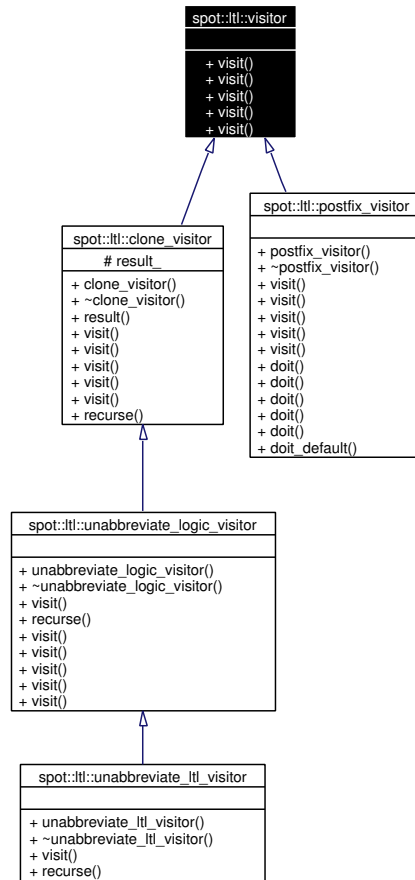 spot::ltl::visitor
+ visit()
+ visit()
+ visit()
+ visit()
+ visit()
spot::ltl::clone_visitor
# result_
+ clone_visitor()
+ ~clone_visitor()
+ result()
+ visit()
+ visit()
+ visit()
+ visit()
+ visit()
+ recurse()
spot::ltl::postfix_visitor
+ postfix_visitor()
+ ~postfix_visitor()
+ visit()
+ visit()
+ visit()
+ visit()
+ visit()
+ doit()
+ doit()
+ doit()
+ doit()
+ doit()
+ doit_default()
spot::ltl::unabbreviate_logic_visitor
+ unabbreviate_logic_visitor()
+ ~unabbreviate_logic_visitor()
+ visit()
+ recurse()
+ visit()
+ visit()
+ visit()
+ visit()
+ visit()
spot::ltl::unabbreviate_ltl_visitor
+ unabbreviate_ltl_visitor()
+ ~unabbreviate_ltl_visitor()
+ visit()
+ recurse()